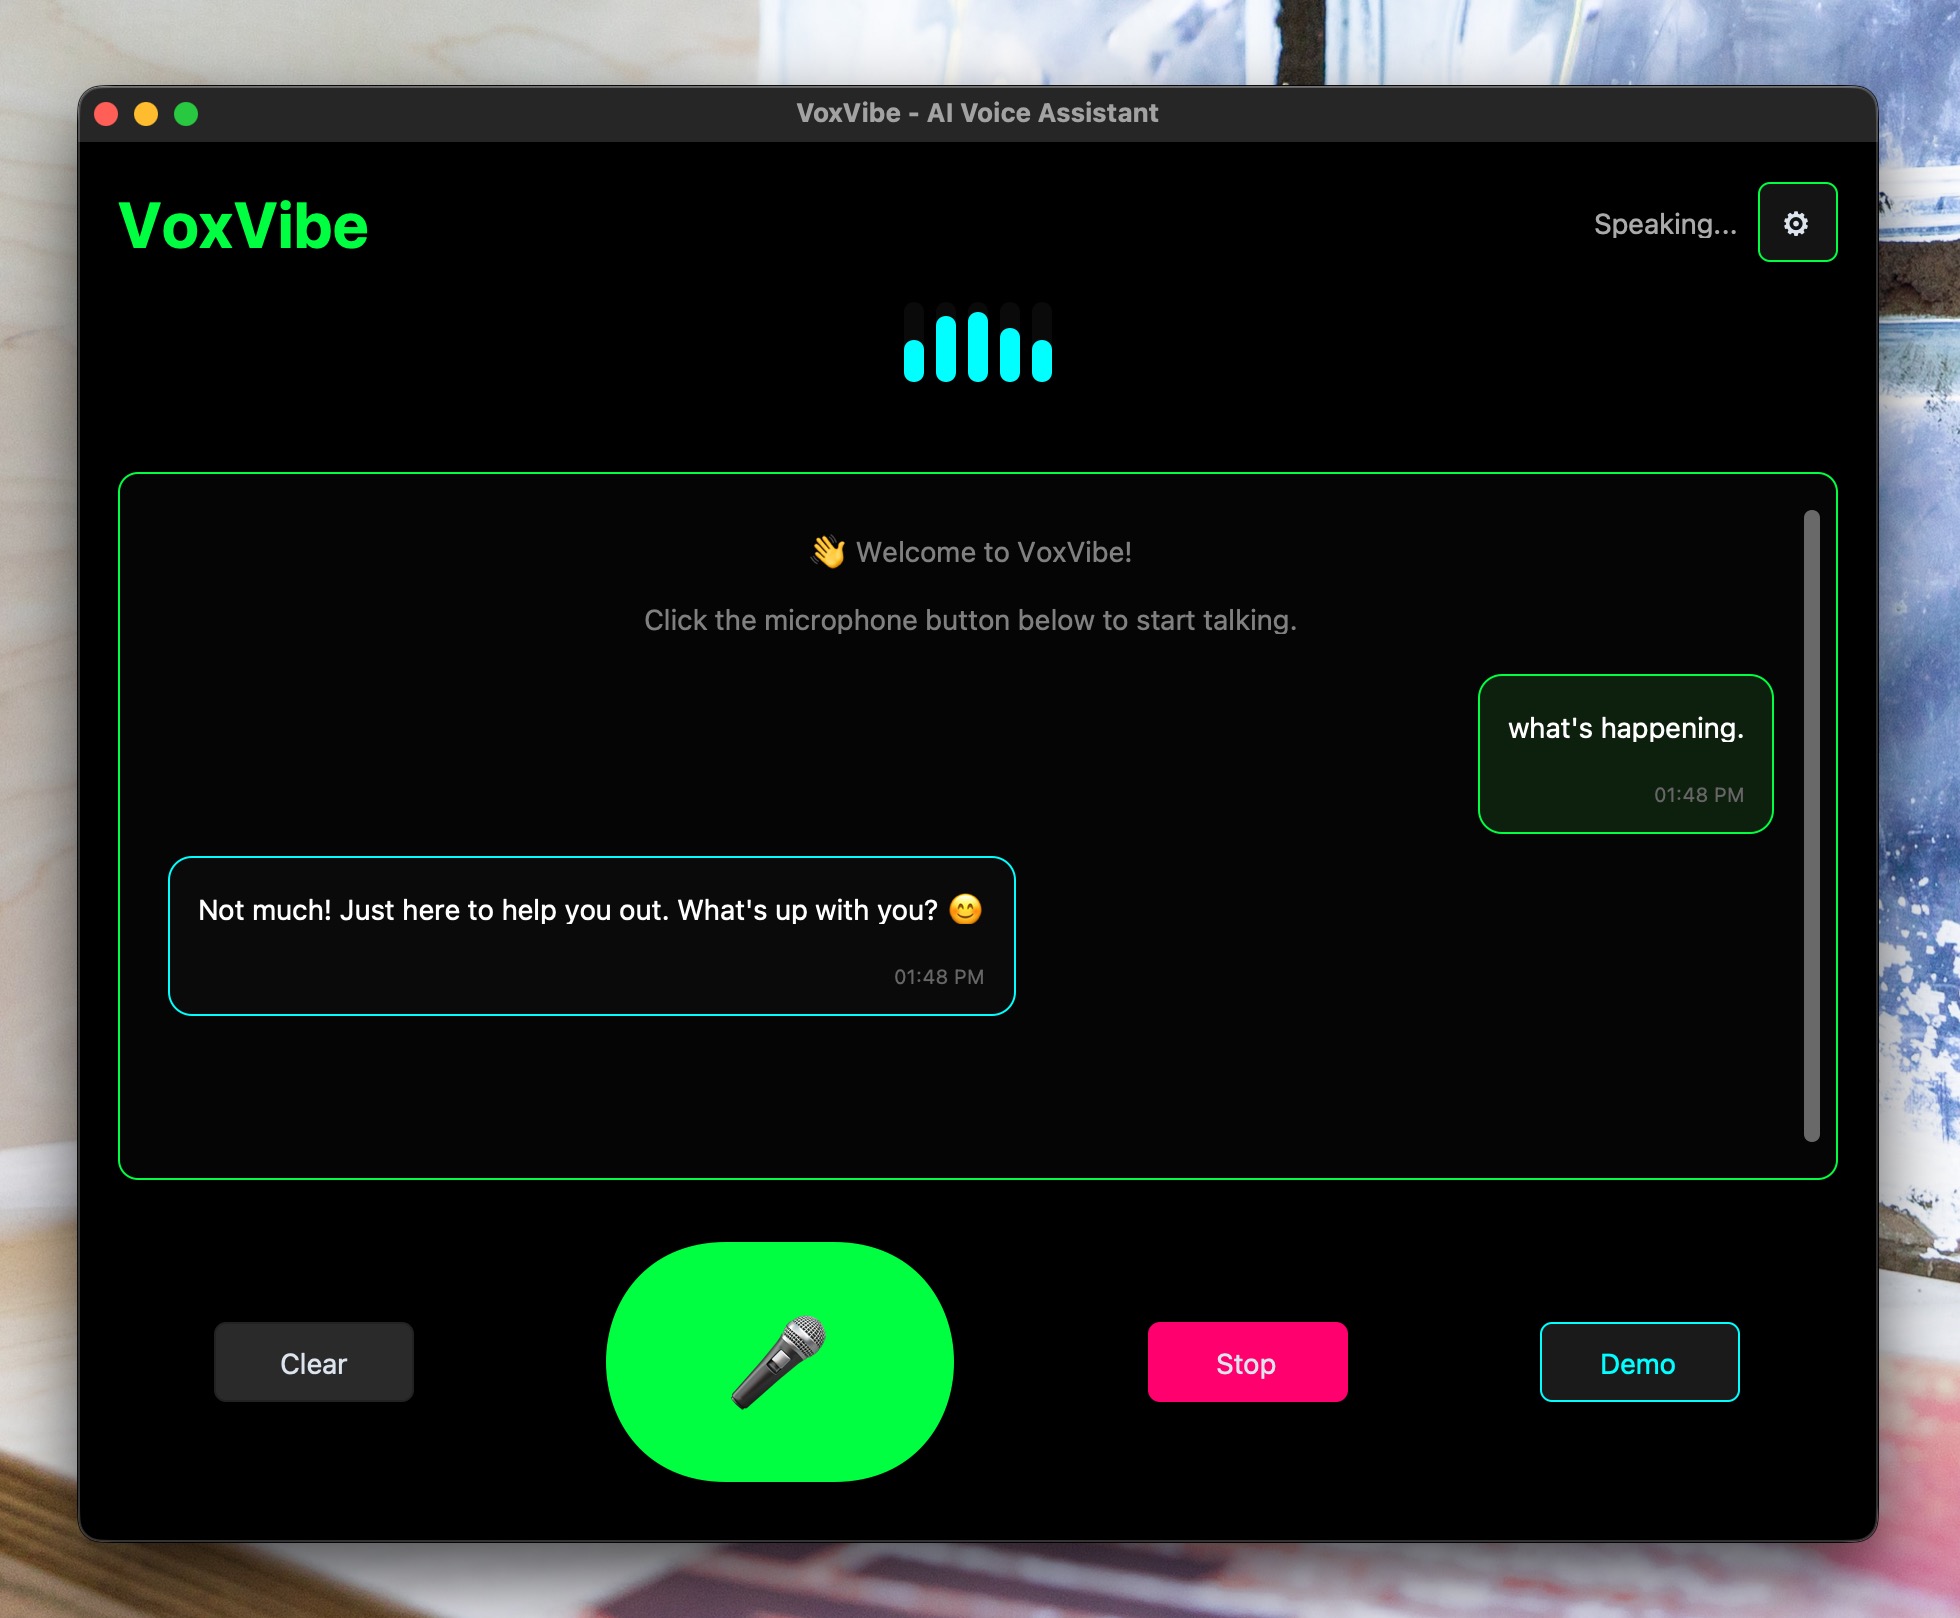 VoxVibe - AI Voice Assistant
VoxVibe
Speaking...
👋 Welcome to VoxVibe!
Click the microphone button below to start talking.
what's happening.
01:48 PM
Not much! Just here to help you out. What's up with you? 😊
01:48 PM
Clear
Stop
Demo